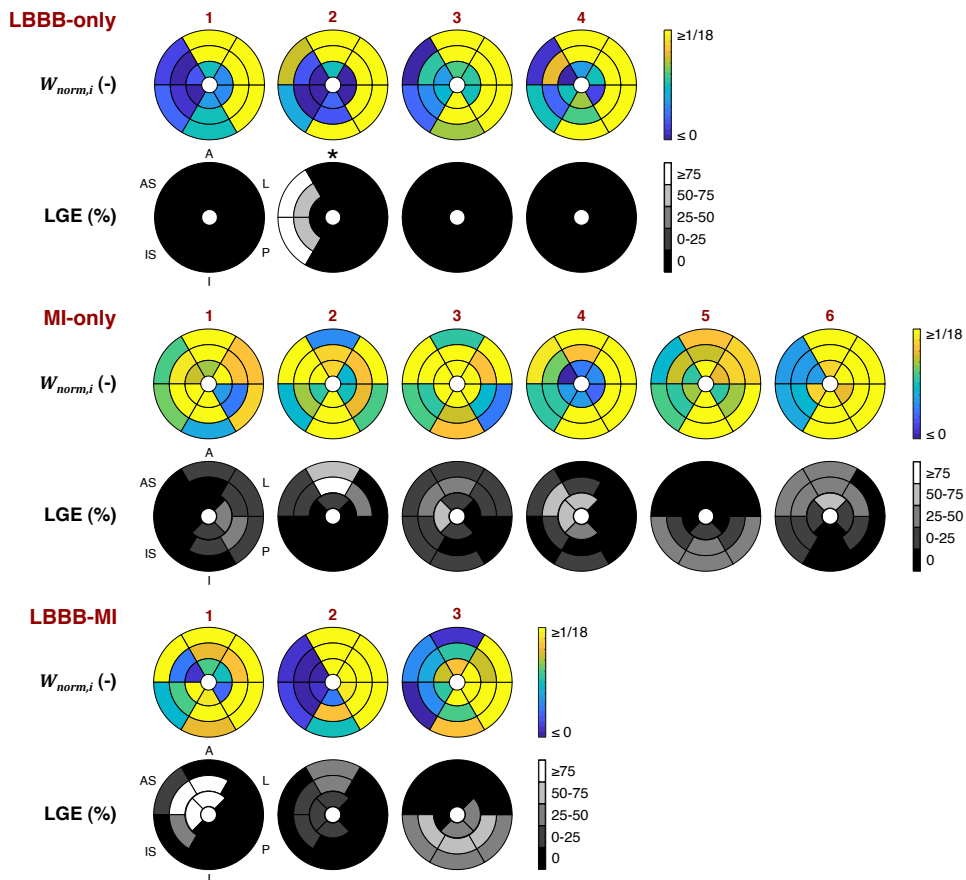 LBBB-only
1 2 3 4
W_norm,i (-)
≥1/18
≤ 0
A *
AS L
LGE (%)
IS P
I
≥75
50-75
25-50
0-25
0
MI-only
1 2 3 4 5 6
W_norm,i (-)
≥1/18
≤ 0
A
AS L
LGE (%)
IS P
I
≥75
50-75
25-50
0-25
0
LBBB-MI
1 2 3
W_norm,i (-)
≥1/18
≤ 0
A
AS L
LGE (%)
IS P
I
≥75
50-75
25-50
0-25
0